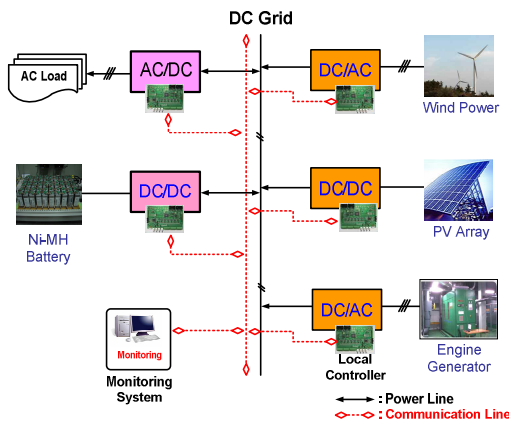 DC Grid
AC Load
AC/DC
DC/AC
Wind Power
DC/DC
DC/DC
Ni-MH
Battery
PV Array
DC/AC
Monitoring
Monitoring
System
Local
Controller
Engine
Generator
: Power Line
: Communication Line